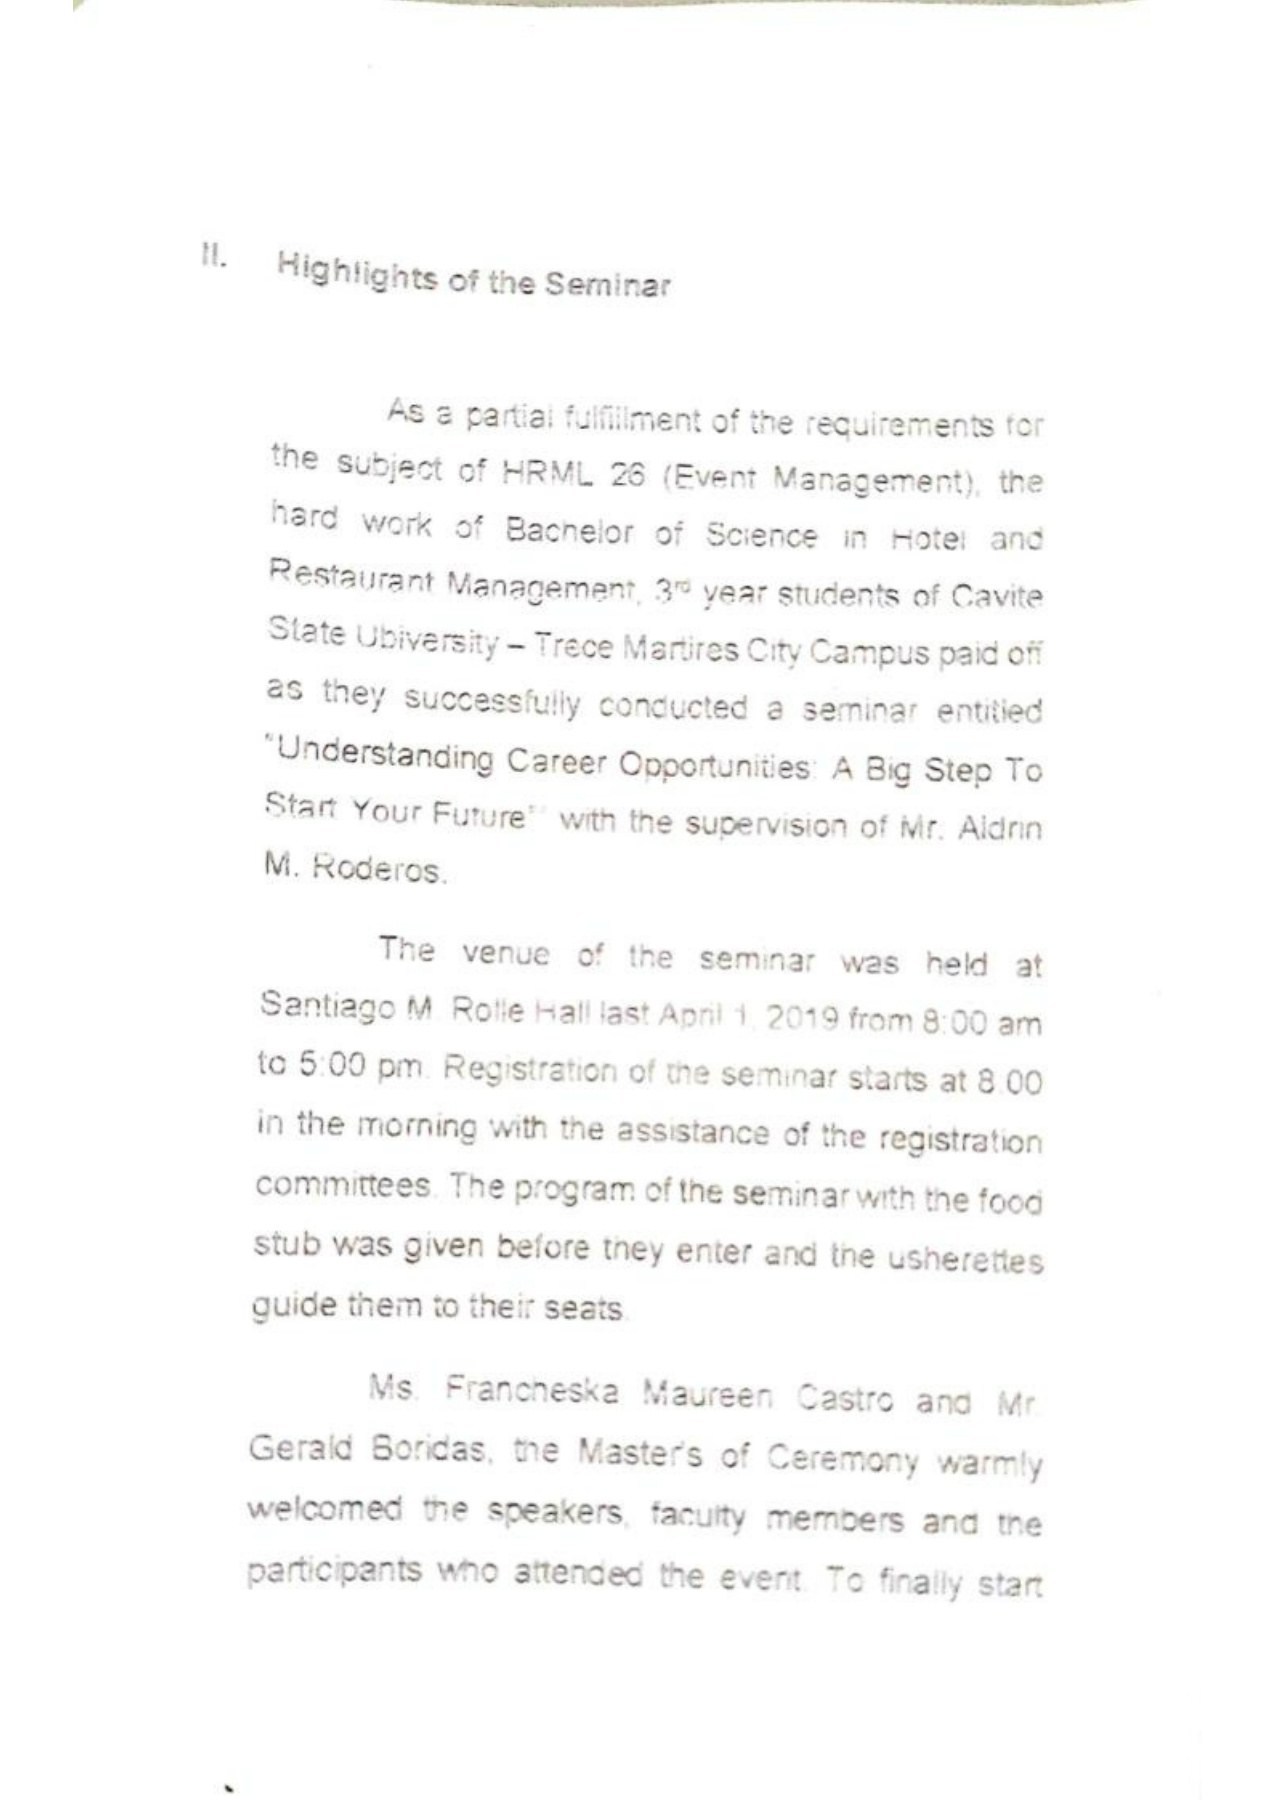 II. Highlights of the Seminar
As a partial fulfillment of the requirements for
the subject of HRML 26 (Event Management), the
hard work of Bachelor of Science in Hotel and
Restaurant Management, 3rd year students of Cavite
State Ubiversity – Trece Martires City Campus paid off
as they successfully conducted a seminar entitled
"Understanding Career Opportunities: A Big Step To
Start Your Future" with the supervision of Mr. Aldrin
M. Roderos.
The venue of the seminar was held at
Santiago M. Rolle Hall last April 1, 2019 from 8:00 am
to 5:00 pm. Registration of the seminar starts at 8:00
in the morning with the assistance of the registration
committees. The program of the seminar with the food
stub was given before they enter and the usherettes
guide them to their seats.
Ms. Francheska Maureen Castro and Mr.
Gerald Boridas, the Master's of Ceremony warmly
welcomed the speakers, faculty members and the
participants who attended the event. To finally start